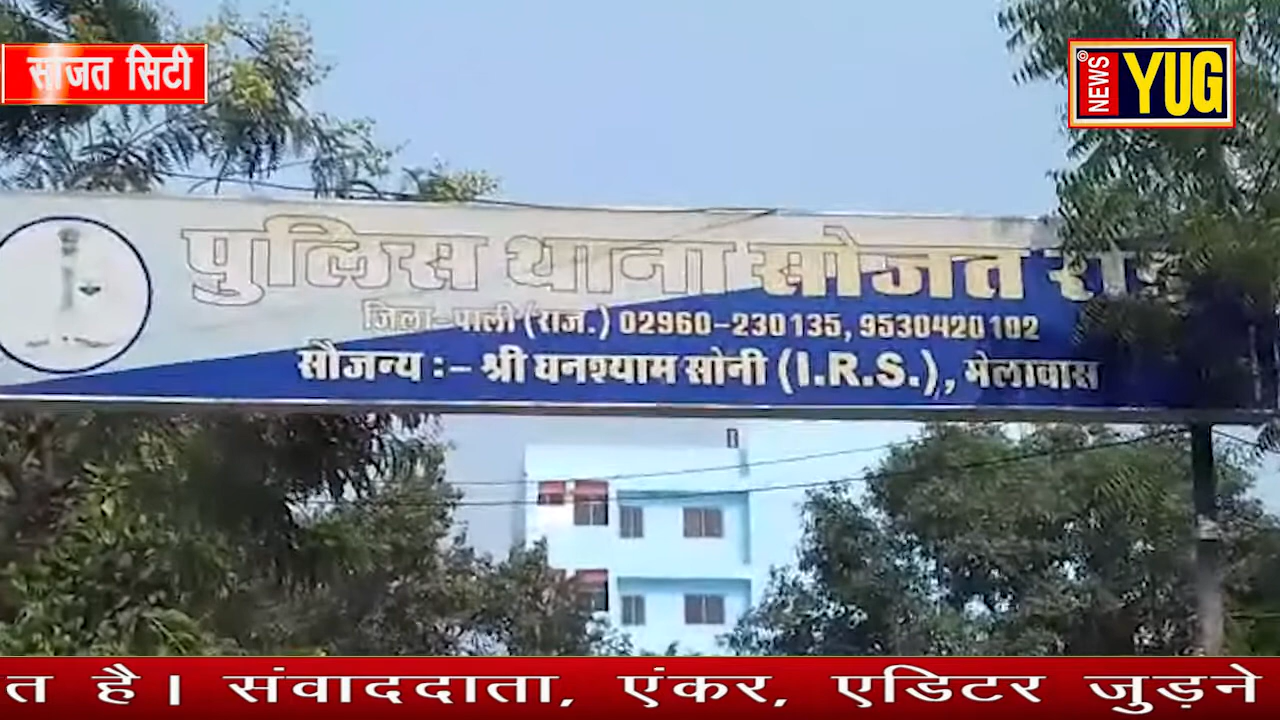 सोजत सिटी
© NEWS YUG
पुलिस थाना सोजत
जिला-पाली (राज.) 02960-230135, 9530420102
सौजन्य :- श्री घनश्याम सोनी (I.R.S.), मेलावास
त है। संवाददाता, एंकर, एडिटर जुड़ने